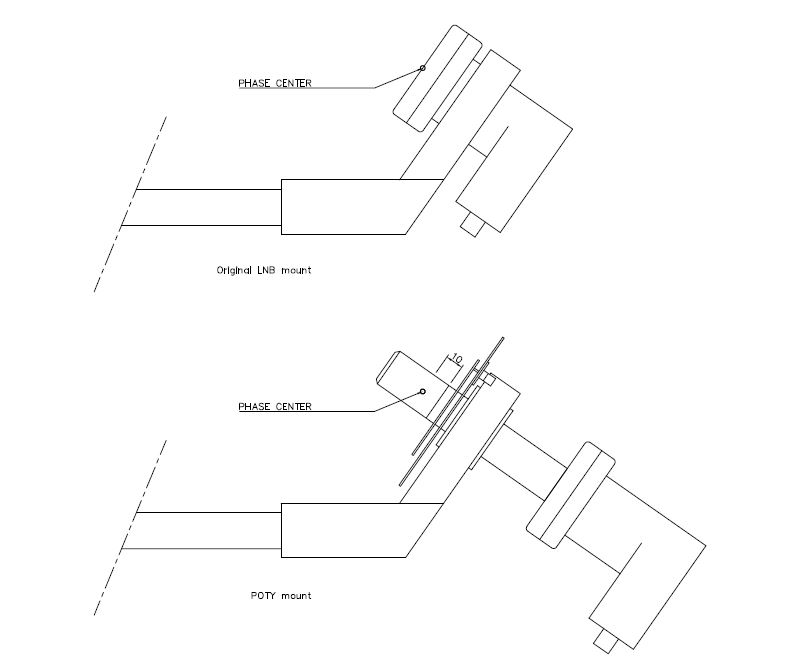 PHASE CENTER
Original LNB mount
10
PHASE CENTER
POTY mount